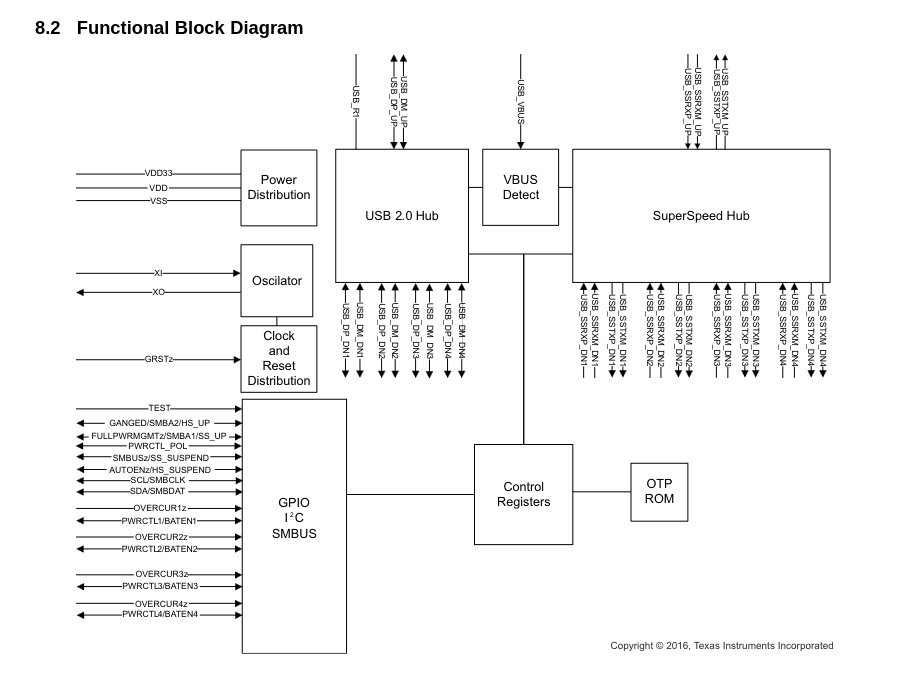 8.2 Functional Block Diagram
USB_R1
USB_DP_UP
USB_DM_UP
USB_VBUS
USB_SSRXP_UP
USB_SSRXM_UP
USB_SSTXP_UP
USB_SSTXM_UP
VDD33
VDD
VSS
Power
Distribution
USB 2.0 Hub
VBUS
Detect
SuperSpeed Hub
XI
XO
Oscilator
GRSTz
Clock
and
Reset
Distribution
USB_DP_DN1
USB_DM_DN1
USB_DP_DN2
USB_DM_DN2
USB_DP_DN3
USB_DM_DN3
USB_DP_DN4
USB_DM_DN4
USB_SSRXP_DN1
USB_SSRXM_DN1
USB_SSTXP_DN1
USB_SSTXM_DN1
USB_SSRXP_DN2
USB_SSRXM_DN2
USB_SSTXP_DN2
USB_SSTXM_DN2
USB_SSRXP_DN3
USB_SSRXM_DN3
USB_SSTXP_DN3
USB_SSTXM_DN3
USB_SSRXP_DN4
USB_SSRXM_DN4
USB_SSTXP_DN4
USB_SSTXM_DN4
TEST
GANGED/SMBA2/HS_UP
FULLPWRMGMTz/SMBA1/SS_UP
PWRCTL_POL
SMBUSz/SS_SUSPEND
AUTOENz/HS_SUSPEND
SCL/SMBCLK
SDA/SMBDAT
OVERCUR1z
PWRCTL1/BATEN1
OVERCUR2z
PWRCTL2/BATEN2
OVERCUR3z
PWRCTL3/BATEN3
OVERCUR4z
PWRCTL4/BATEN4
GPIO
I²C
SMBUS
Control
Registers
OTP
ROM
Copyright © 2016, Texas Instruments Incorporated